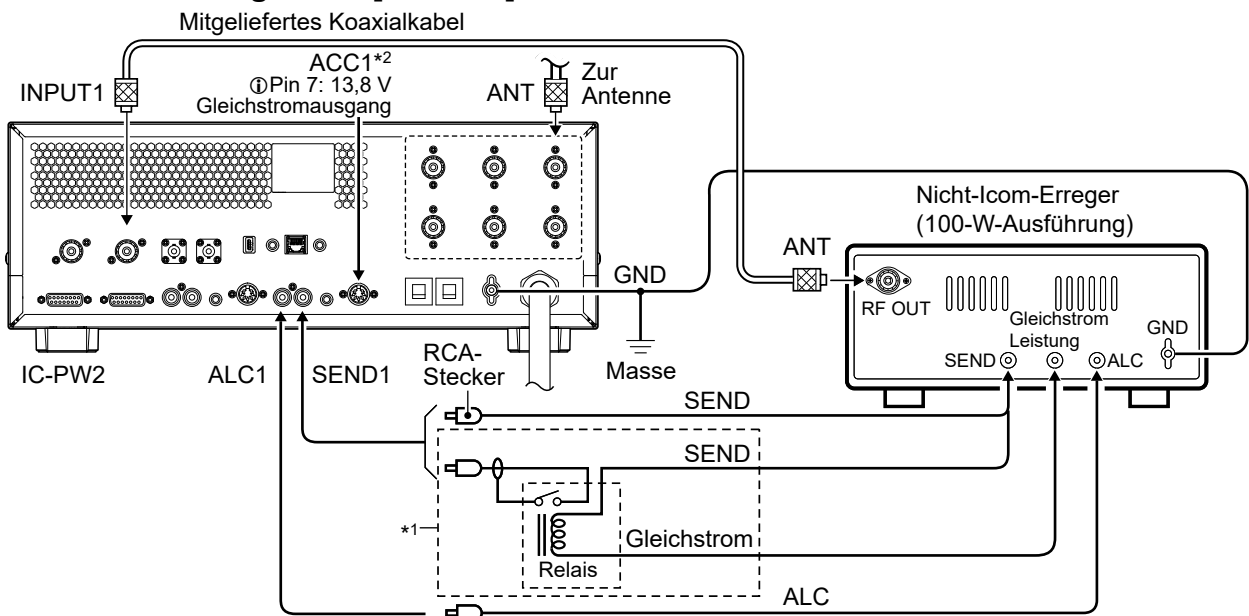 Mitgeliefertes Koaxialkabel
ACC1*2
ⓘPin 7: 13,8 V
Gleichstromausgang
INPUT1
ANT
Zur
Antenne
Nicht-Icom-Erreger
(100-W-Ausführung)
ANT
GND
RF OUT
Gleichstrom
Leistung
GND
SEND
ALC
IC-PW2
ALC1
SEND1
RCA-
Stecker
Masse
SEND
SEND
*1
Gleichstrom
Relais
ALC